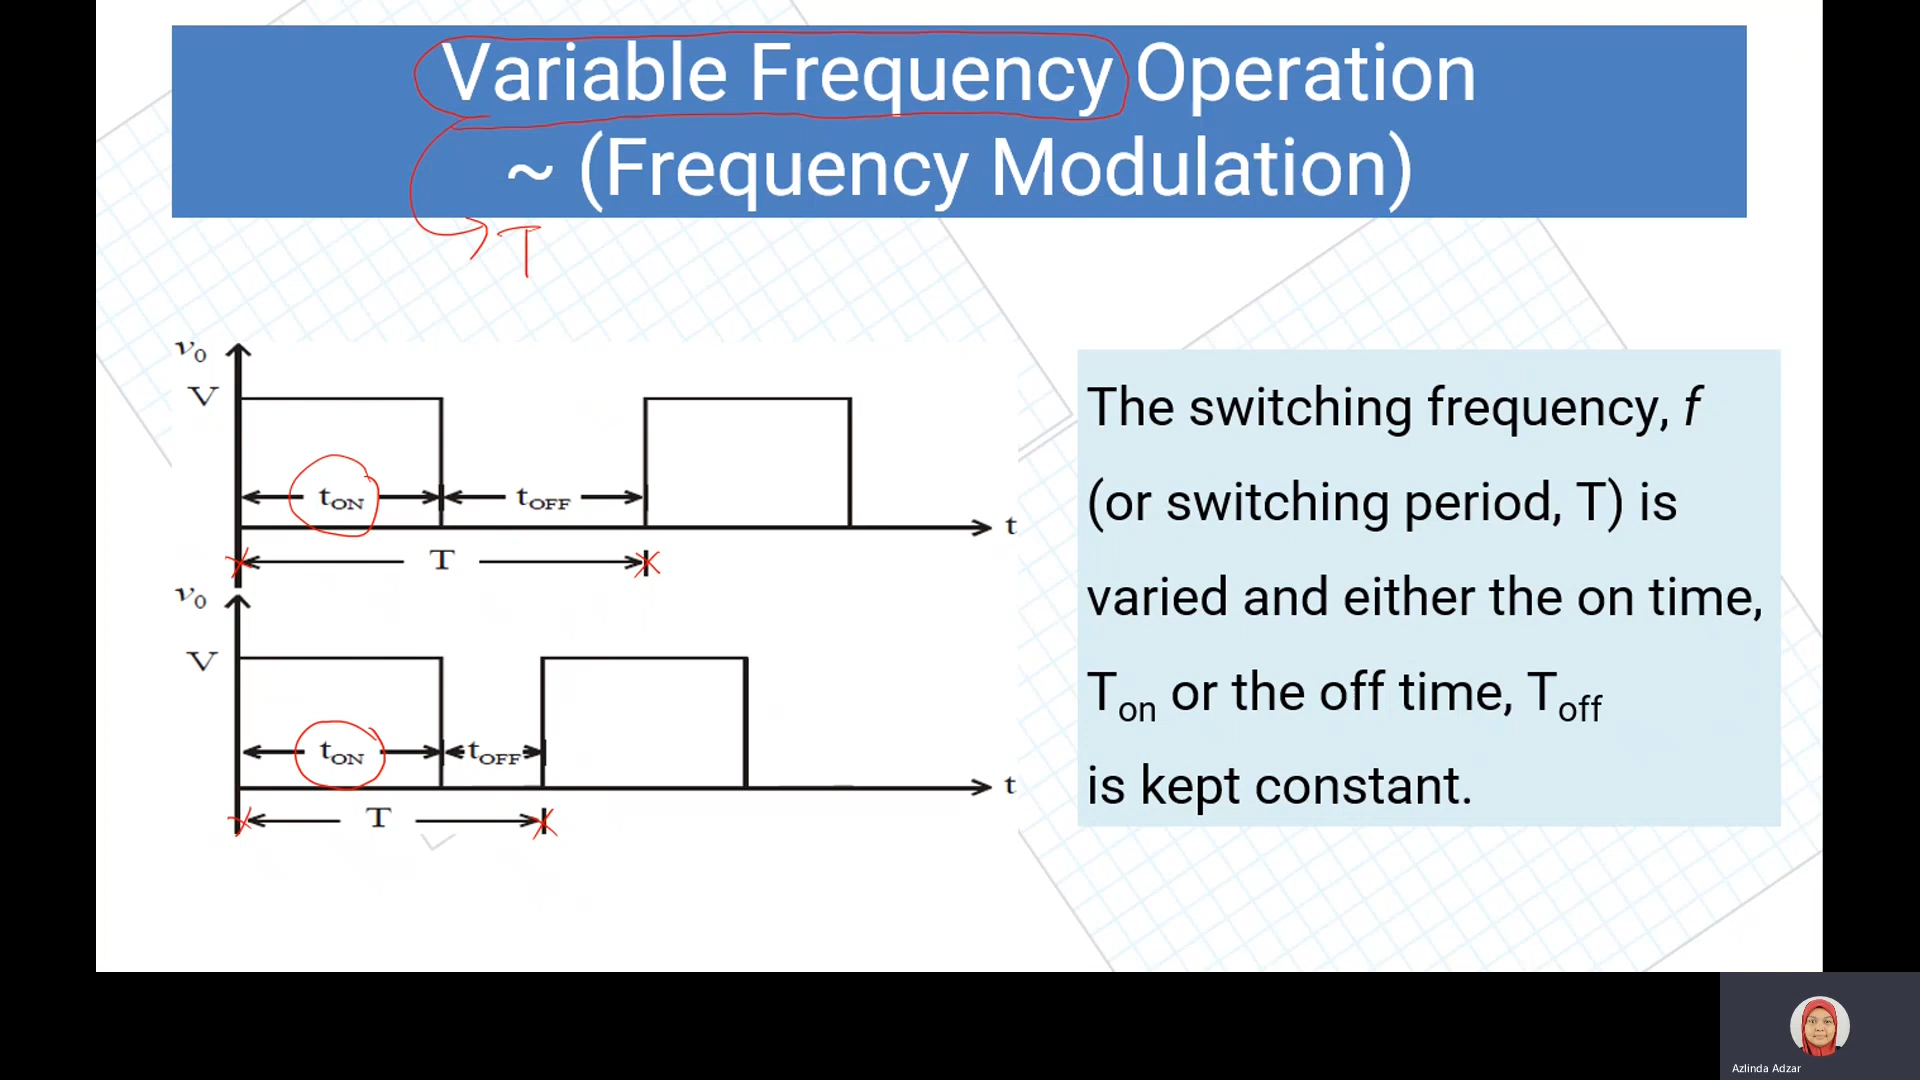 Variable Frequency Operation
~ (Frequency Modulation)
T
v₀
V
tON
tOFF
t
T
v₀
V
tON
tOFF
t
T
The switching frequency, f
(or switching period, T) is
varied and either the on time,
Ton or the off time, Toff
is kept constant.
Azlinda Adzar